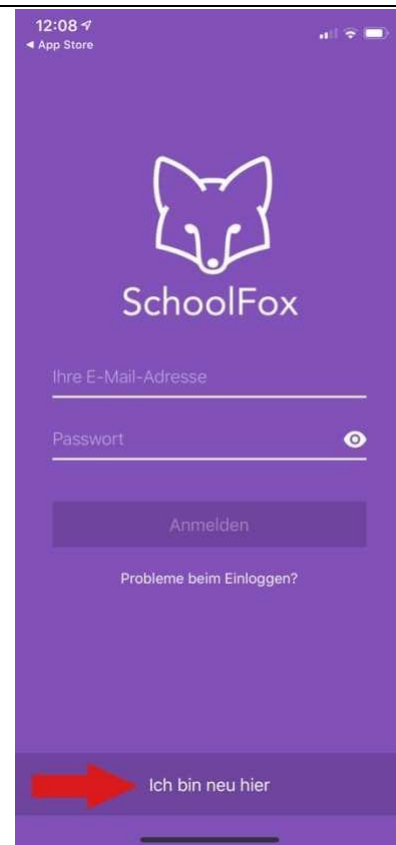 12:08
App Store
SchoolFox
Ihre E-Mail-Adresse
Passwort
Anmelden
Probleme beim Einloggen?
Ich bin neu hier